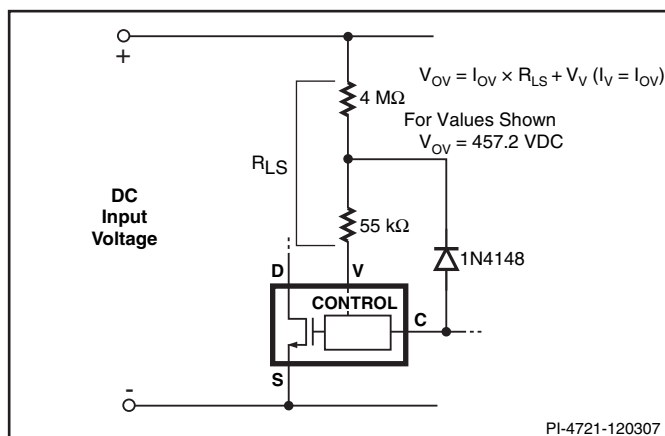 +
4 MΩ
V_OV = I_OV × R_LS + V_V (I_V = I_OV)
For Values Shown
V_OV = 457.2 VDC
R_LS
DC
Input
Voltage
55 kΩ
1N4148
D
V
CONTROL
C
S
-
PI-4721-120307